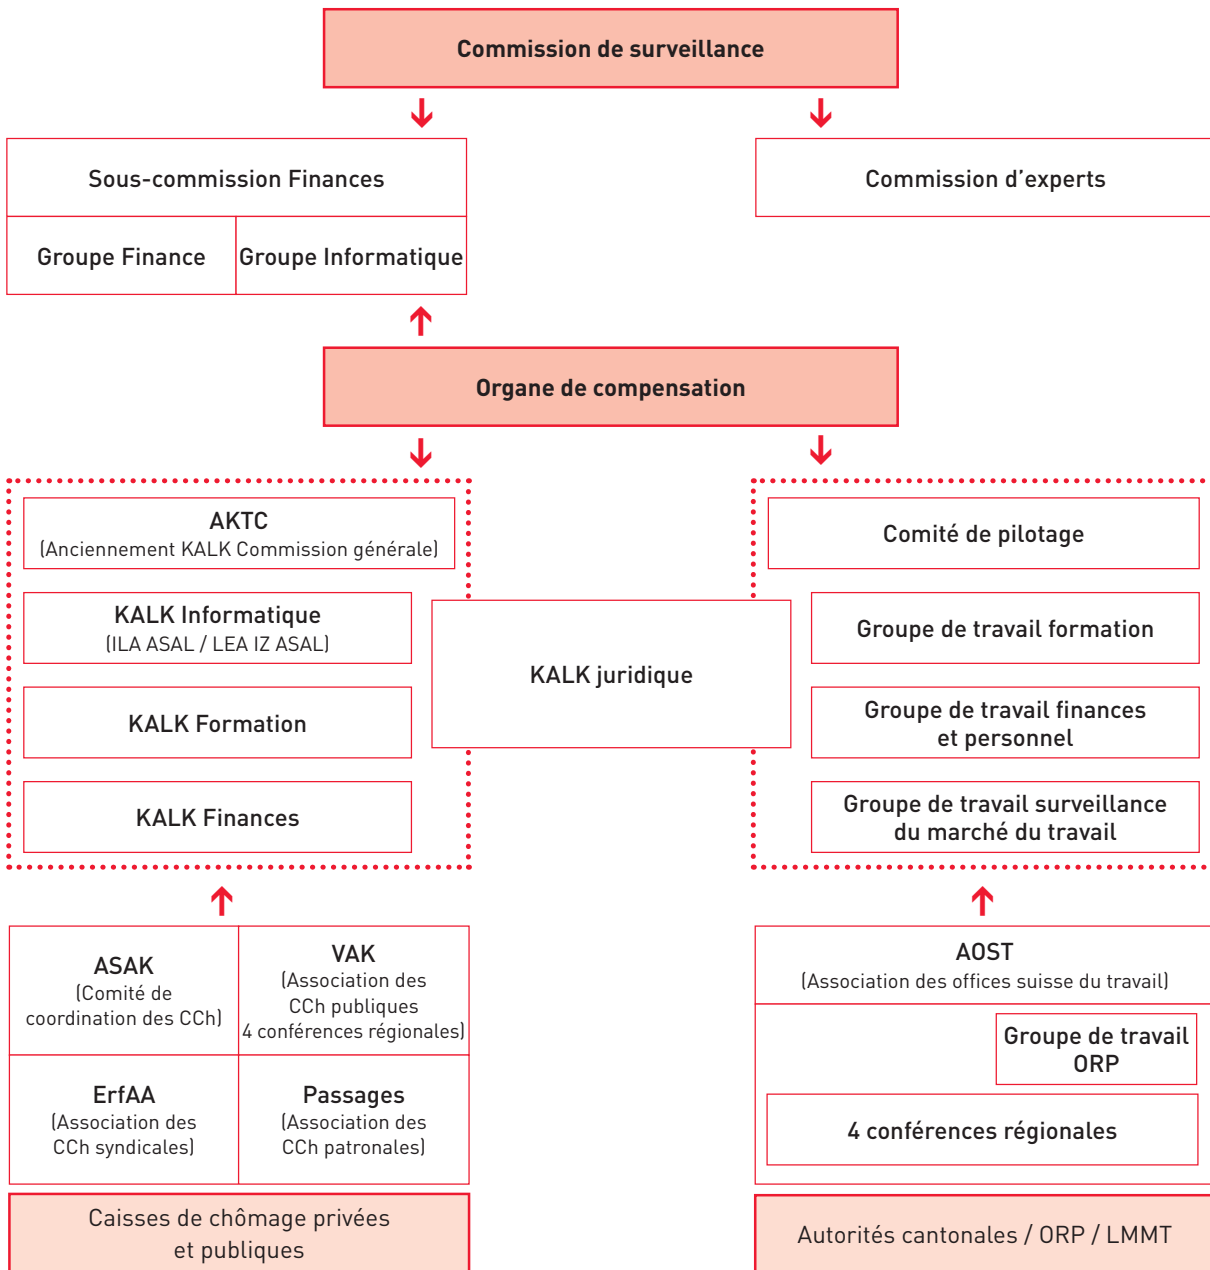 Commission de surveillance
Sous-commission Finances
Groupe Finance
Groupe Informatique
Commission d’experts
Organe de compensation
AKTC
(Anciennement KALK Commission générale)
KALK Informatique
(ILA ASAL / LEA IZ ASAL)
KALK Formation
KALK Finances
KALK juridique
Comité de pilotage
Groupe de travail formation
Groupe de travail finances
et personnel
Groupe de travail surveillance
du marché du travail
ASAK
(Comité de
coordination des CCh)
VAK
(Association des
CCh publiques
4 conférences régionales)
ErfAA
(Association des
CCh syndicales)
Passages
(Association des
CCh patronales)
Caisses de chômage privées
et publiques
AOST
(Association des offices suisse du travail)
Groupe de travail
ORP
4 conférences régionales
Autorités cantonales / ORP / LMMT